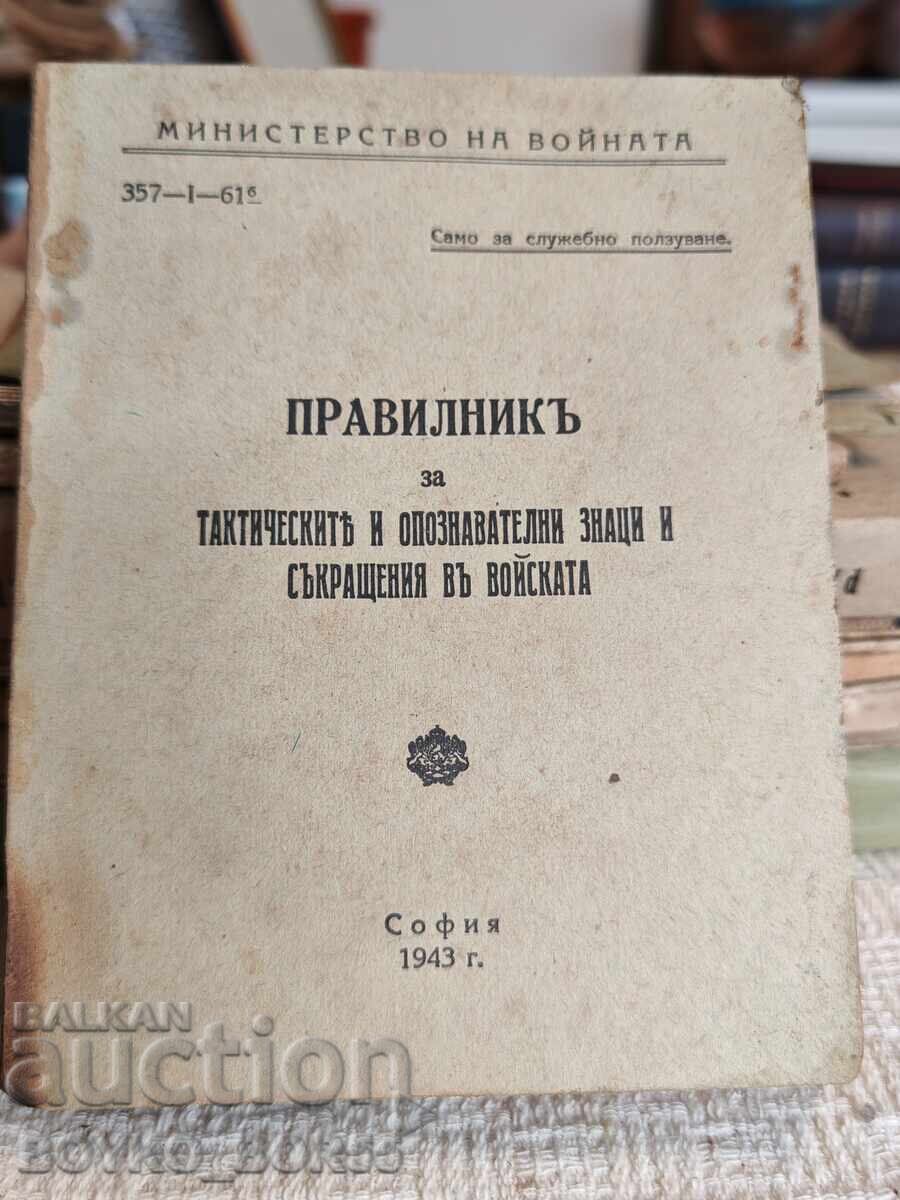 МИНИСТЕРСТВО НА ВОЙНАТА
357—I—61б
Само за служебно ползуване.
ПРАВИЛНИКЪ
за
ТАКТИЧЕСКИТѢ И ОПОЗНАВАТЕЛНИ ЗНАЦИ И
СЪКРАЩЕНИЯ ВЪ ВОЙСКАТА
София
1943 г.
BALKAN
auction
BOYKO_BOKSS